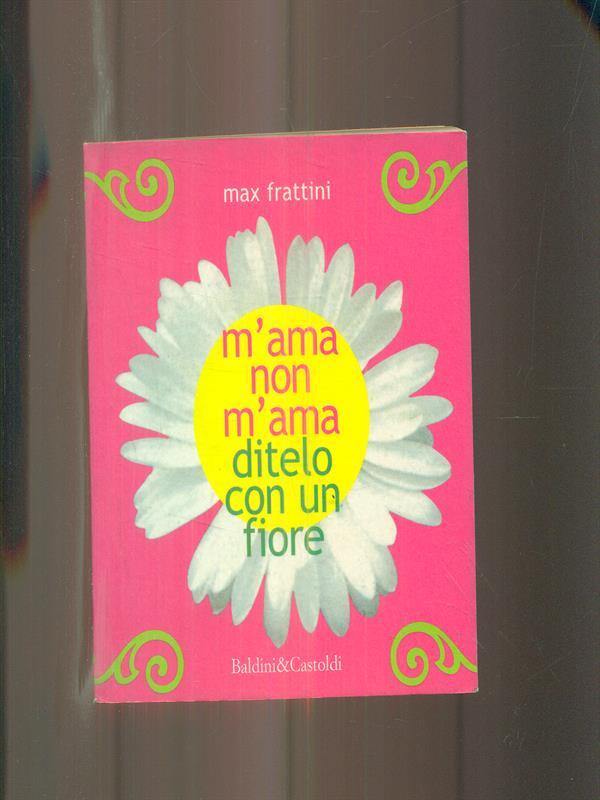 max frattini
m'ama
non
m'ama
ditelo
con un
fiore
Baldini&Castoldi